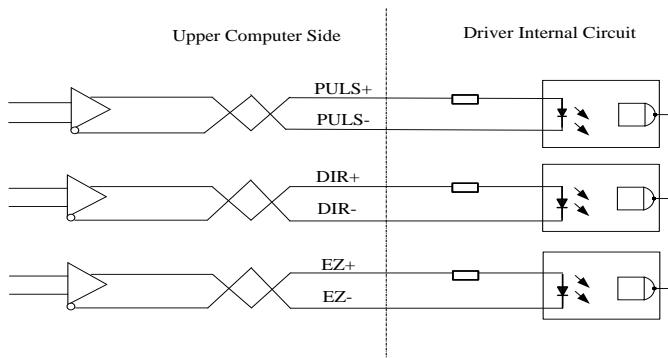 Upper Computer Side
Driver Internal Circuit
PULS+
PULS-
DIR+
DIR-
EZ+
EZ-